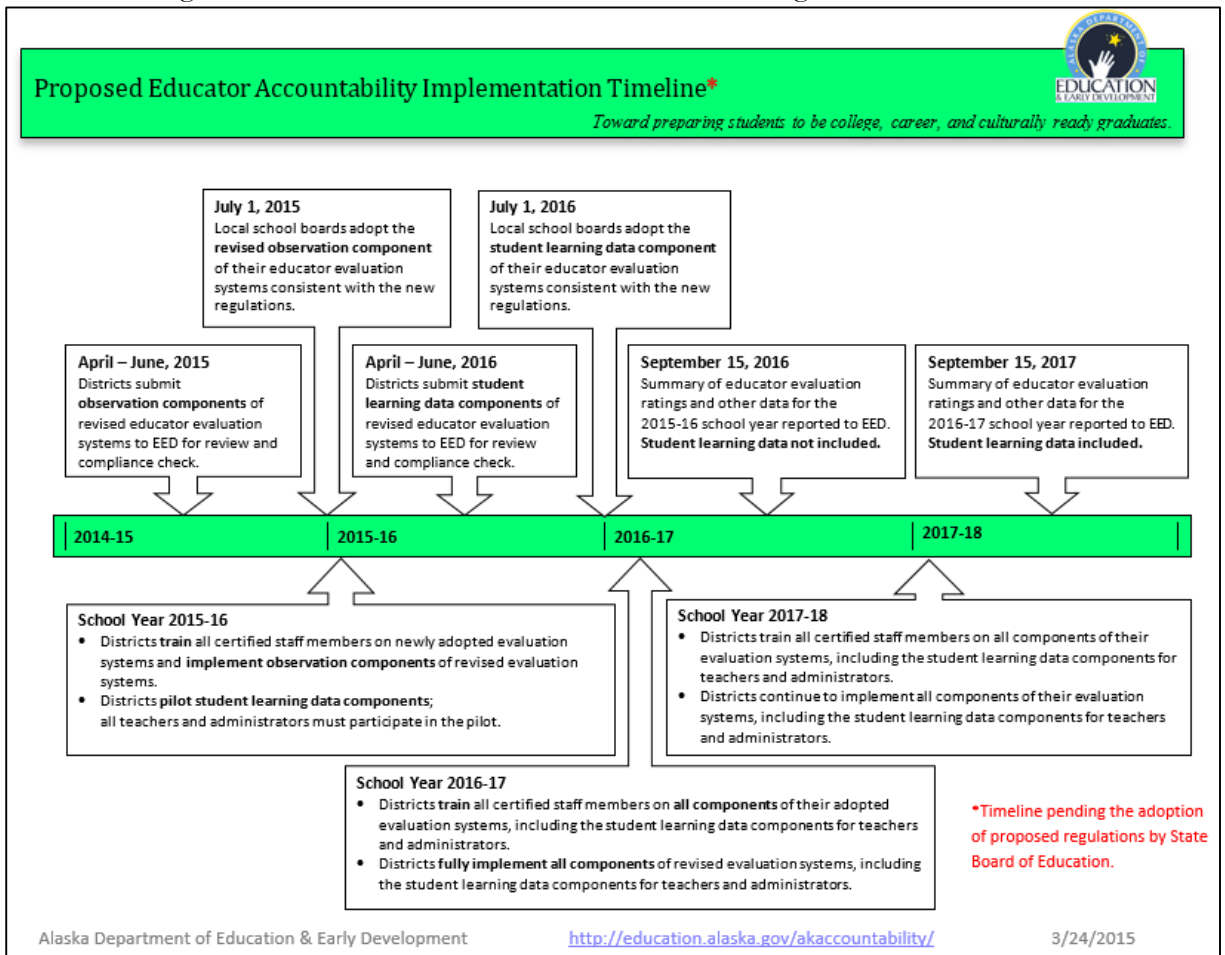 Proposed Educator Accountability Implementation Timeline*
ALASKA DEPARTMENT OF
EDUCATION
& EARLY DEVELOPMENT
Toward preparing students to be college, career, and culturally ready graduates.
July 1, 2015
Local school boards adopt the
revised observation component
of their educator evaluation
systems consistent with the new
regulations.
July 1, 2016
Local school boards adopt the
student learning data component
of their educator evaluation
systems consistent with the new
regulations.
April – June, 2015
Districts submit
observation components of
revised educator evaluation
systems to EED for review and
compliance check.
April – June, 2016
Districts submit student
learning data components of
revised educator evaluation
systems to EED for review
and compliance check.
September 15, 2016
Summary of educator evaluation
ratings and other data for the
2015-16 school year reported to EED.
Student learning data not included.
September 15, 2017
Summary of educator evaluation
ratings and other data for the
2016-17 school year reported to EED.
Student learning data included.
2014-15
2015-16
2016-17
2017-18
School Year 2015-16
• Districts train all certified staff members on newly adopted evaluation
systems and implement observation components of revised evaluation
systems.
• Districts pilot student learning data components;
all teachers and administrators must participate in the pilot.
School Year 2017-18
• Districts train all certified staff members on all components of their
evaluation systems, including the student learning data components for
teachers and administrators.
• Districts continue to implement all components of their evaluation
systems, including the student learning data components for teachers
and administrators.
School Year 2016-17
• Districts train all certified staff members on all components of their adopted
evaluation systems, including the student learning data components for teachers
and administrators.
• Districts fully implement all components of revised evaluation systems, including
the student learning data components for teachers and administrators.
*Timeline pending the adoption
of proposed regulations by State
Board of Education.
Alaska Department of Education & Early Development
http://education.alaska.gov/akaccountability/
3/24/2015